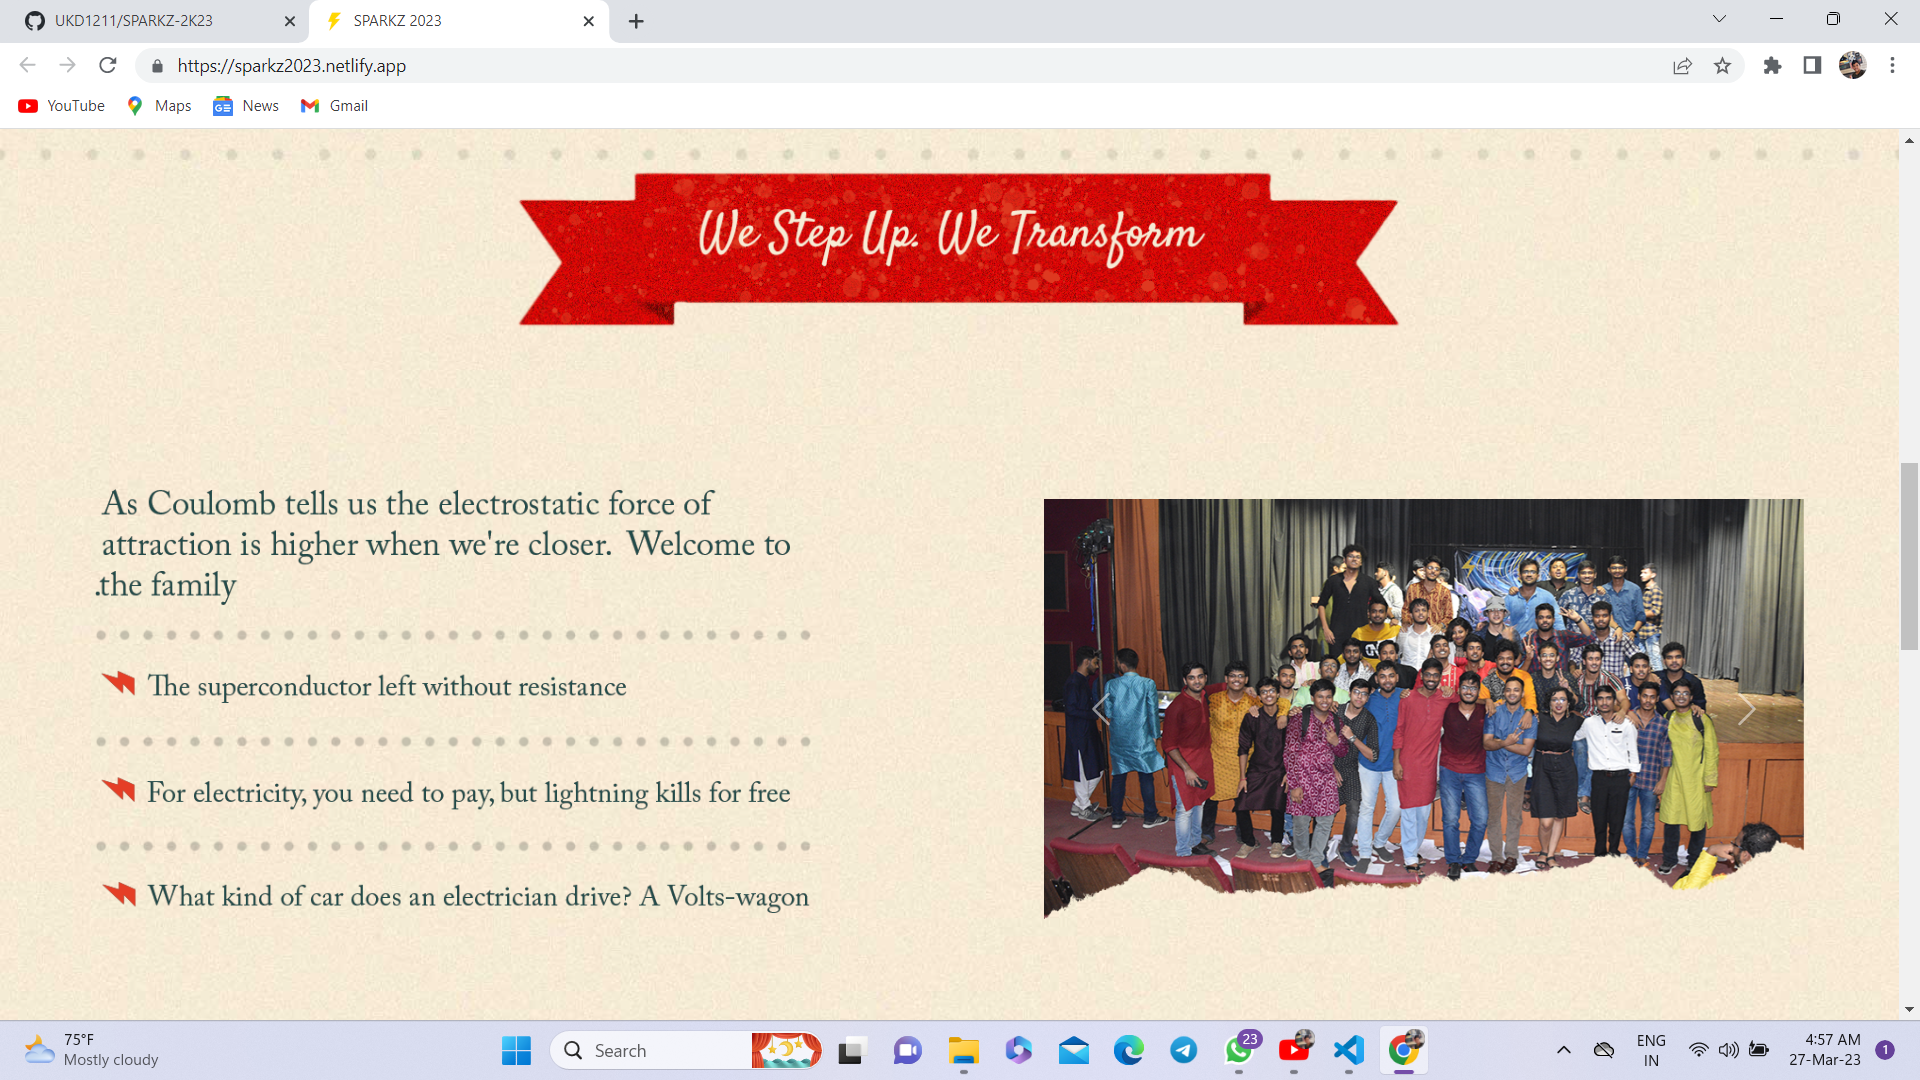 UKD1211/SPARKZ-2K23
SPARKZ 2023
https://sparkz2023.netlify.app
YouTube
Maps
News
Gmail
We Step Up. We Transform
As Coulomb tells us the electrostatic force of
attraction is higher when we're closer.  Welcome to
.the family
The superconductor left without resistance
For electricity, you need to pay, but lightning kills for free
What kind of car does an electrician drive? A Volts-wagon
75°F
Mostly cloudy
Search
23
ENG
IN
4:57 AM
27-Mar-23
1